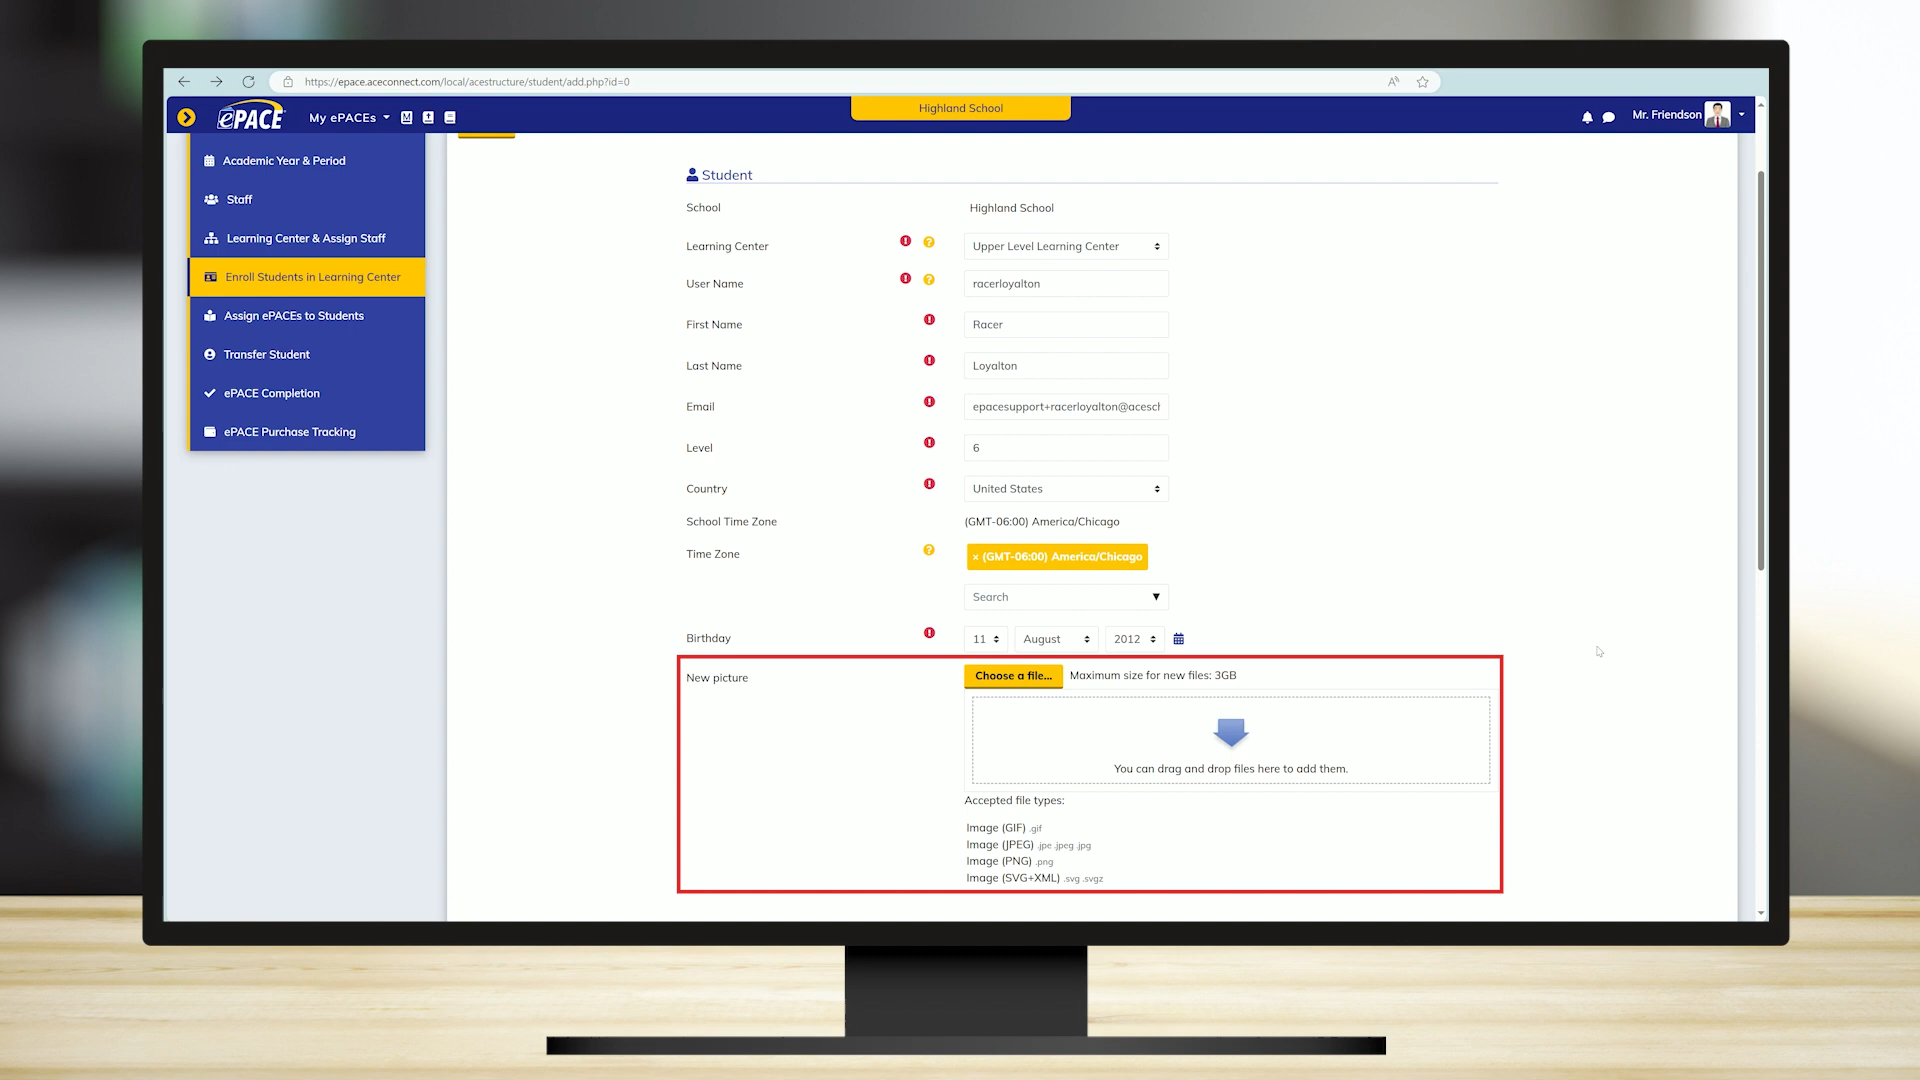 https://epace.aceconnect.com/local/acestructure/student/add.php?id=0
ePACE
My ePACEs
Highland School
Mr. Friendson
Academic Year & Period
Staff
Learning Center & Assign Staff
Enroll Students in Learning Center
Assign ePACEs to Students
Transfer Student
ePACE Completion
ePACE Purchase Tracking
Student
School Highland School
Learning Center Upper Level Learning Center
User Name racerloyalton
First Name Racer
Last Name Loyalton
Email epacesupport+racerloyalton@acescl
Level 6
Country United States
School Time Zone (GMT-06:00) America/Chicago
Time Zone × (GMT-06:00) America/Chicago
Search
Birthday 11 August 2012
New picture Choose a file... Maximum size for new files: 3GB
You can drag and drop files here to add them.
Accepted file types:
Image (GIF) .gif
Image (JPEG) .jpe .jpeg .jpg
Image (PNG) .png
Image (SVG+XML) .svg .svgz